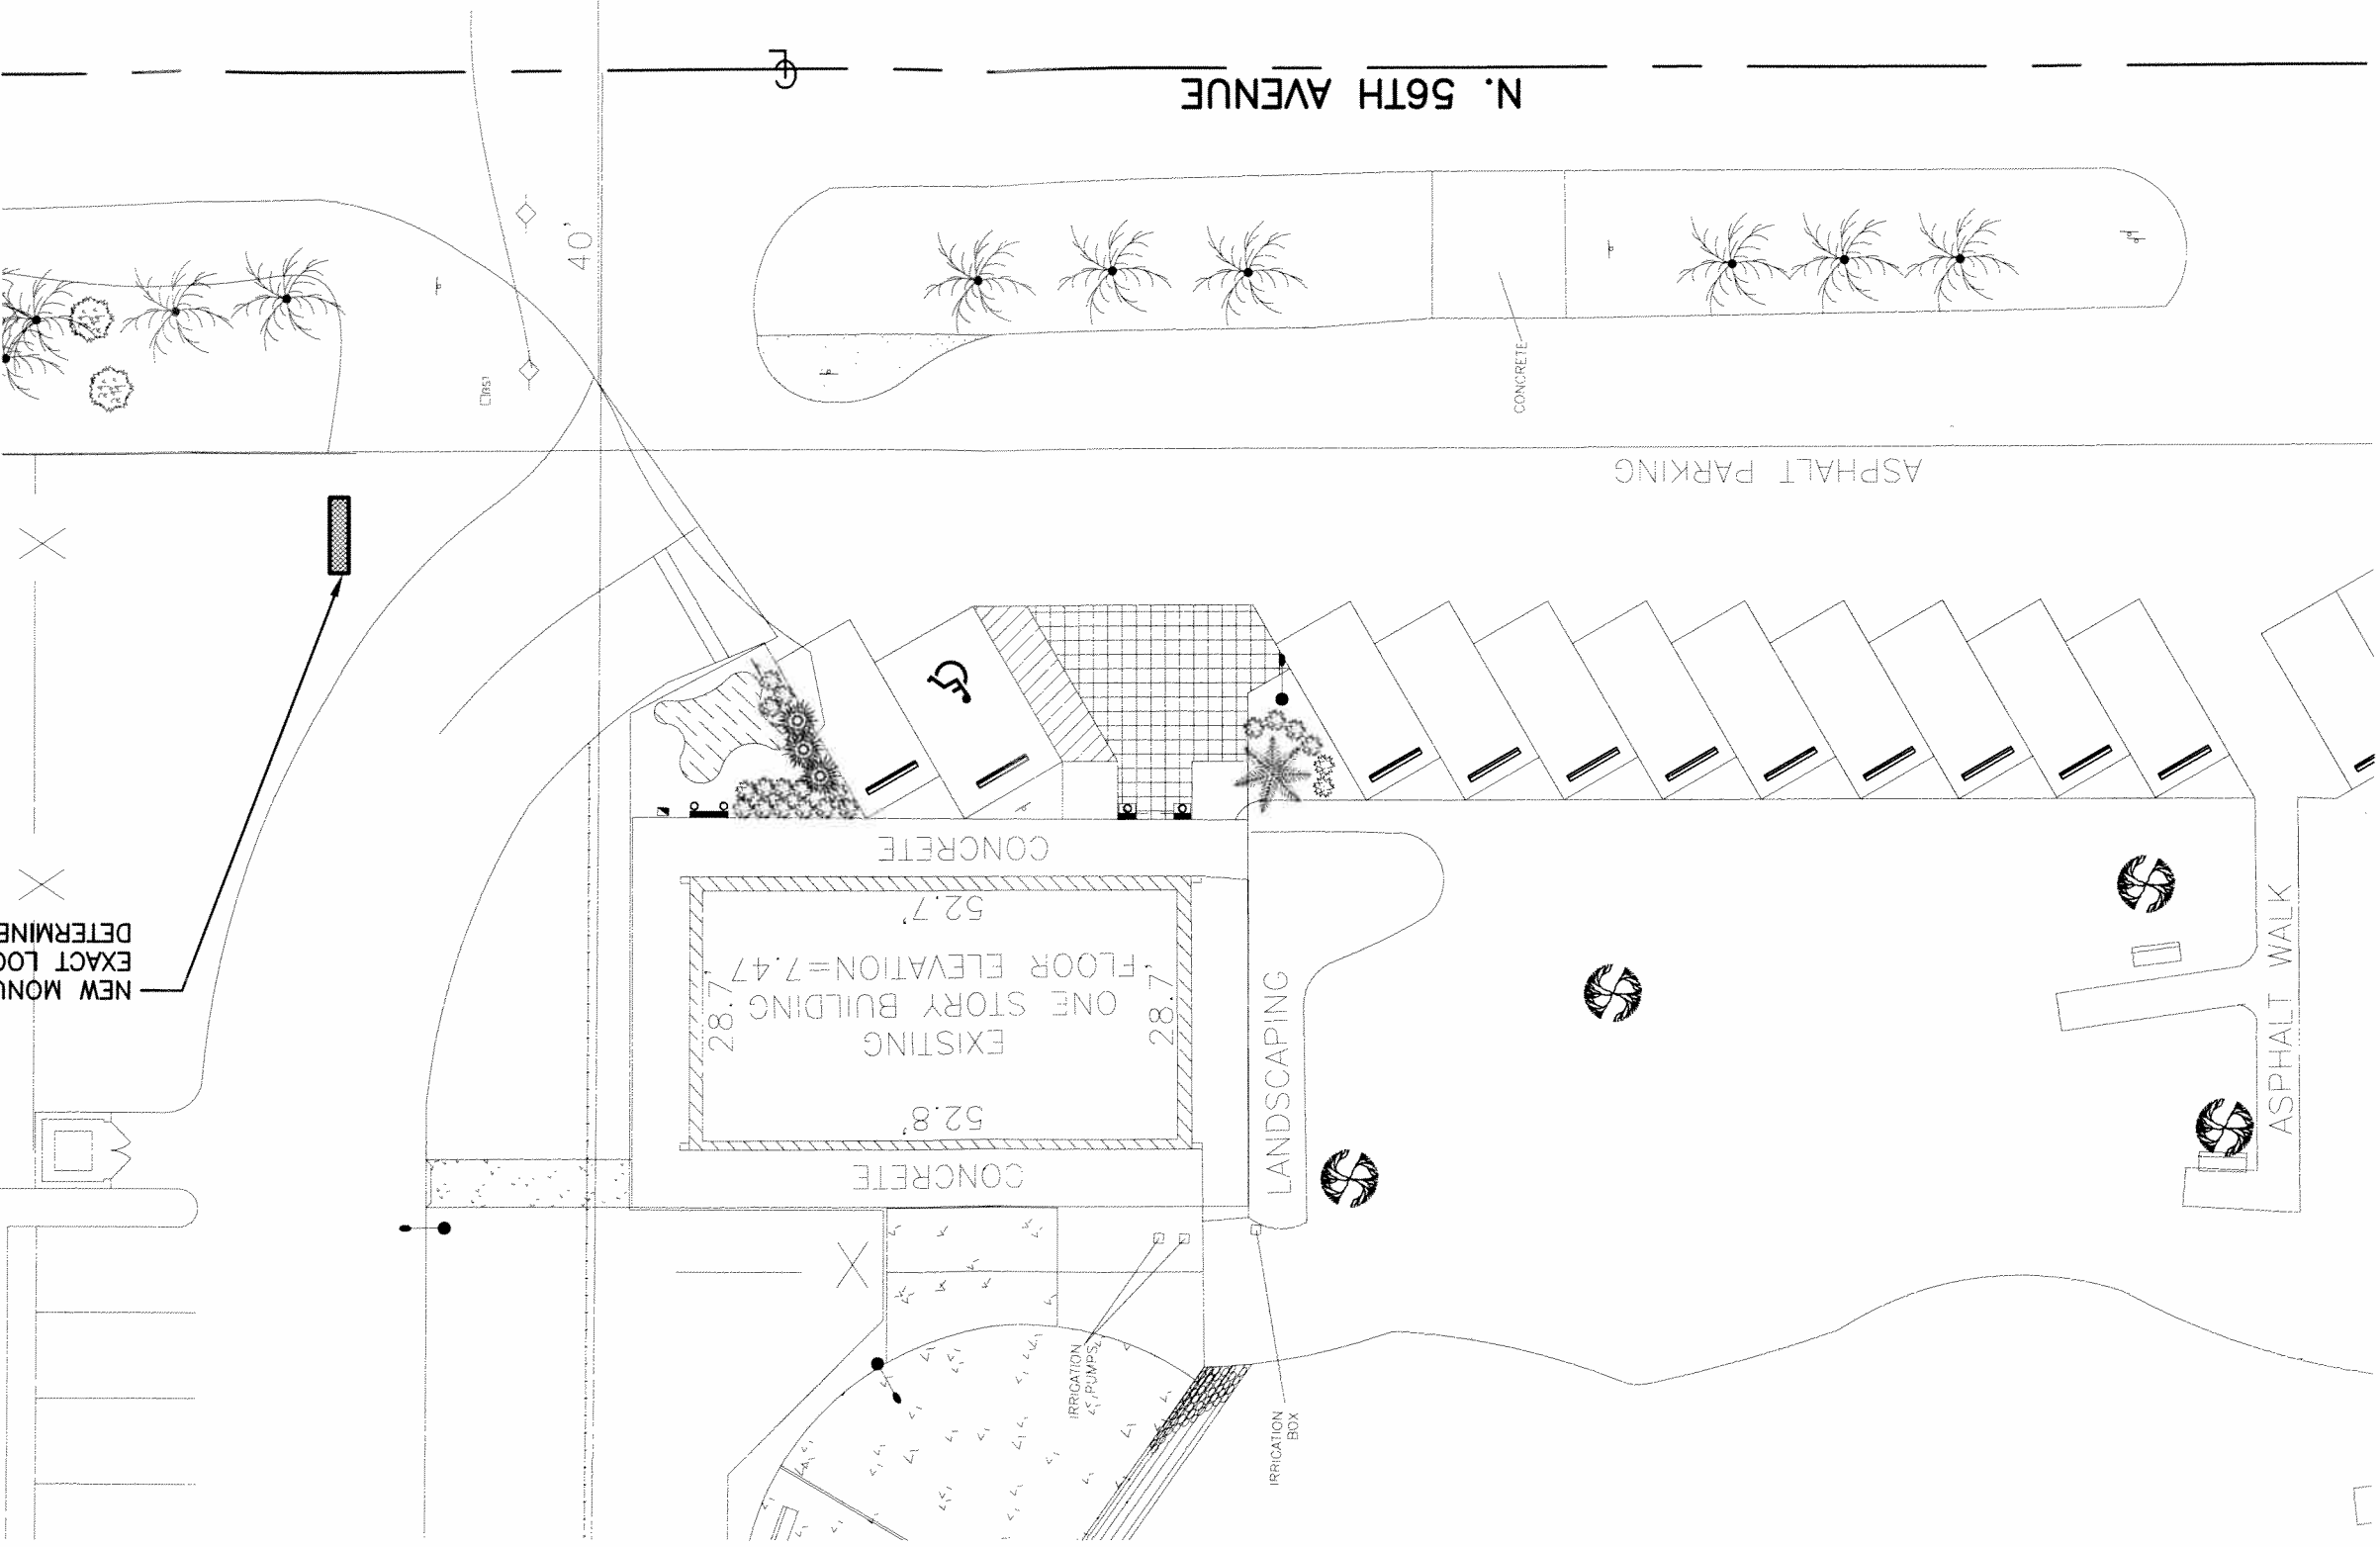 N. 56TH AVENUE
40'
CONCRETE
ASPHALT PARKING
CONCRETE
52.7'
FLOOR ELEVATION=7.47'
ONE STORY BUILDING
EXISTING
28.7'
28.7'
52.8'
CONCRETE
LANDSCAPING
ASPHALT WALK
NEW MONU
EXACT LOC
DETERMINE
IRRIGATION
PUMPS
IRRIGATION
BOX